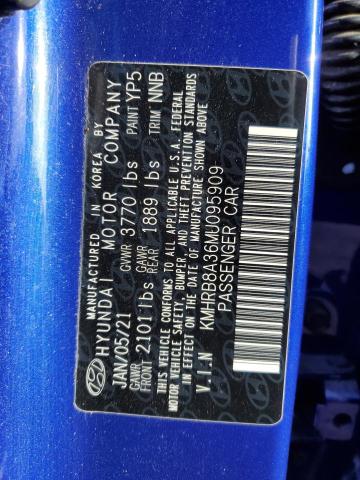 MANUFACTURED IN KOREA BY
HYUNDAI MOTOR COMPANY
JAN/05/21 GVWR 3770 lbs PAINT YP5
GAWR FRONT 2101 lbs GAWR REAR 1889 lbs TRIM NNB
THIS VEHICLE CONFORMS TO ALL APPLICABLE U.S.A. FEDERAL
MOTOR VEHICLE SAFETY, BUMPER, AND THEFT PREVENTION STANDARDS
IN EFFECT ON THE DATE OF MANUFACTURE SHOWN ABOVE
V.I.N KMHRB8A36MU095909
PASSENGER CAR